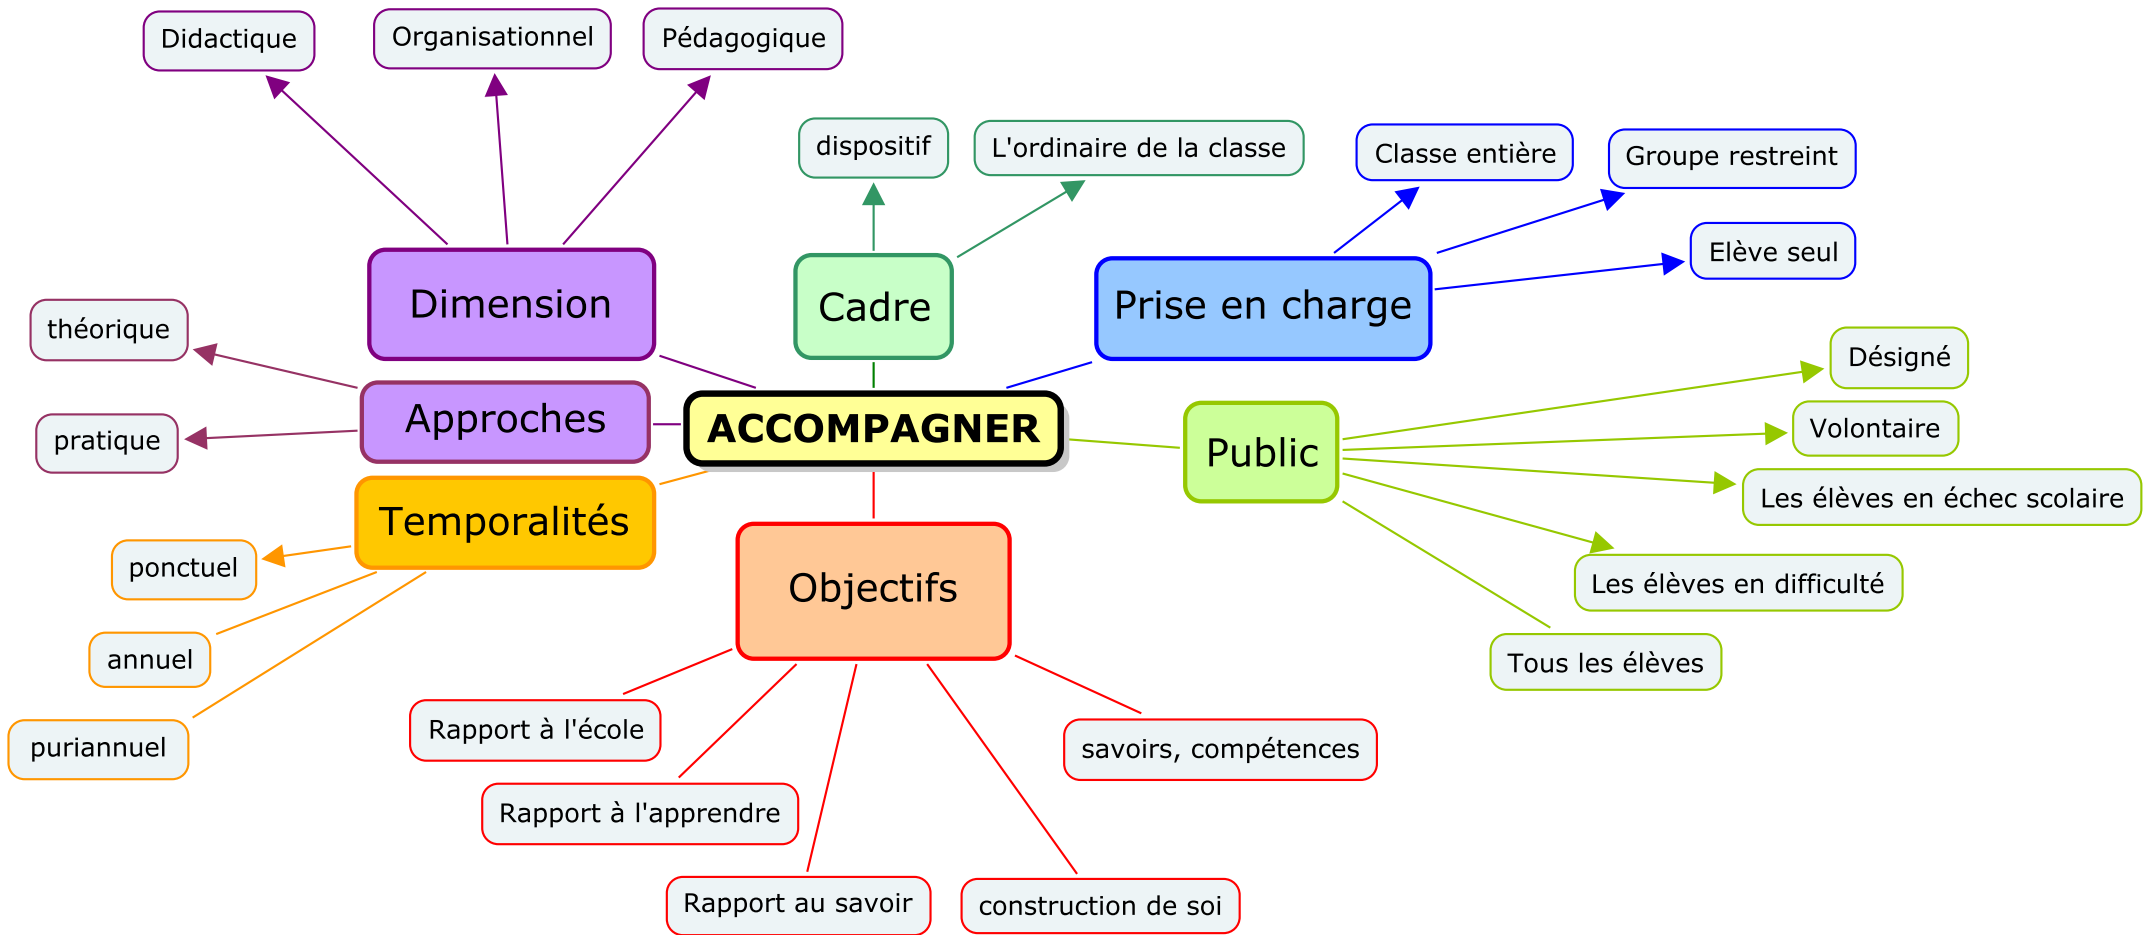 Didactique
Organisationnel
Pédagogique
dispositif
L'ordinaire de la classe
Classe entière
Groupe restreint
Elève seul
Dimension
Cadre
Prise en charge
théorique
pratique
Approches
ACCOMPAGNER
Public
Désigné
Volontaire
Les élèves en échec scolaire
Les élèves en difficulté
Tous les élèves
Temporalités
ponctuel
annuel
puriannuel
Objectifs
Rapport à l'école
Rapport à l'apprendre
Rapport au savoir
construction de soi
savoirs, compétences